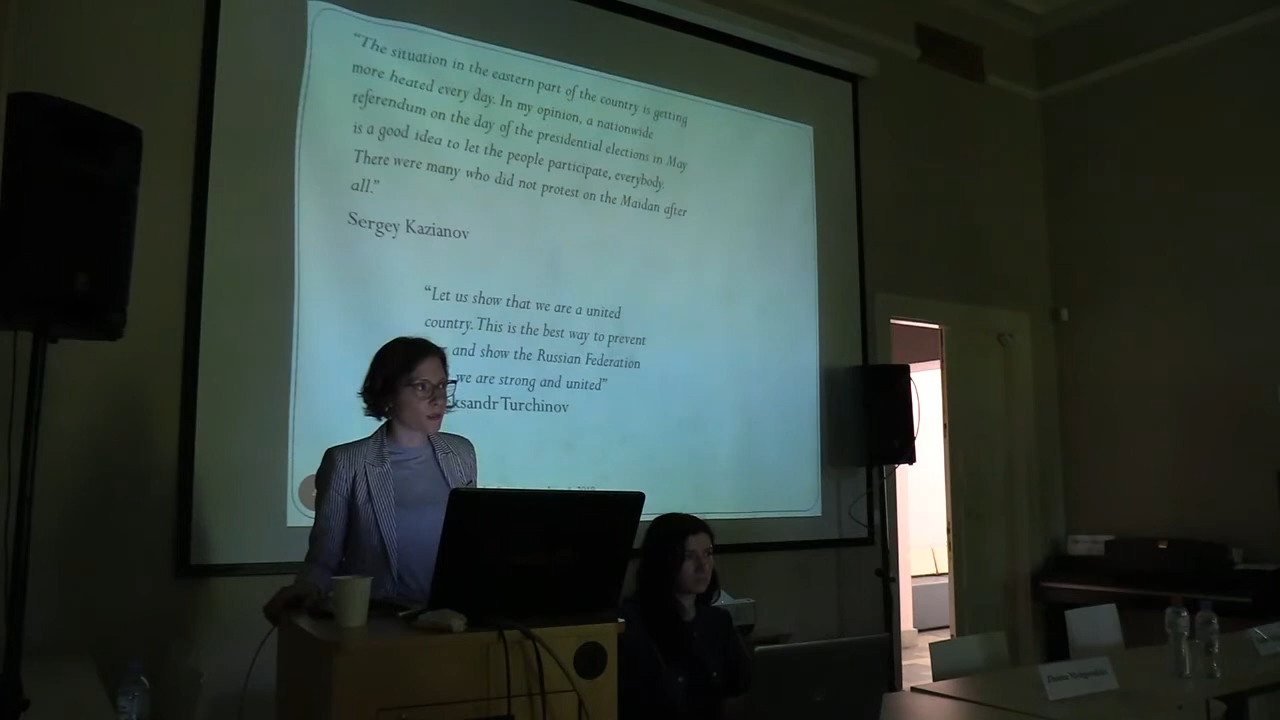 “The situation in the eastern part of the country is getting
more heated every day. In my opinion, a nationwide
referendum on the day of the presidential elections in May
is a good idea to let the people participate, everybody.
There were many who did not protest on the Maidan after
all.”
Sergey Kazianov
“Let us show that we are a united
country. This is the best way to prevent
and show the Russian Federation
we are strong and united”
ksandr Turchinov